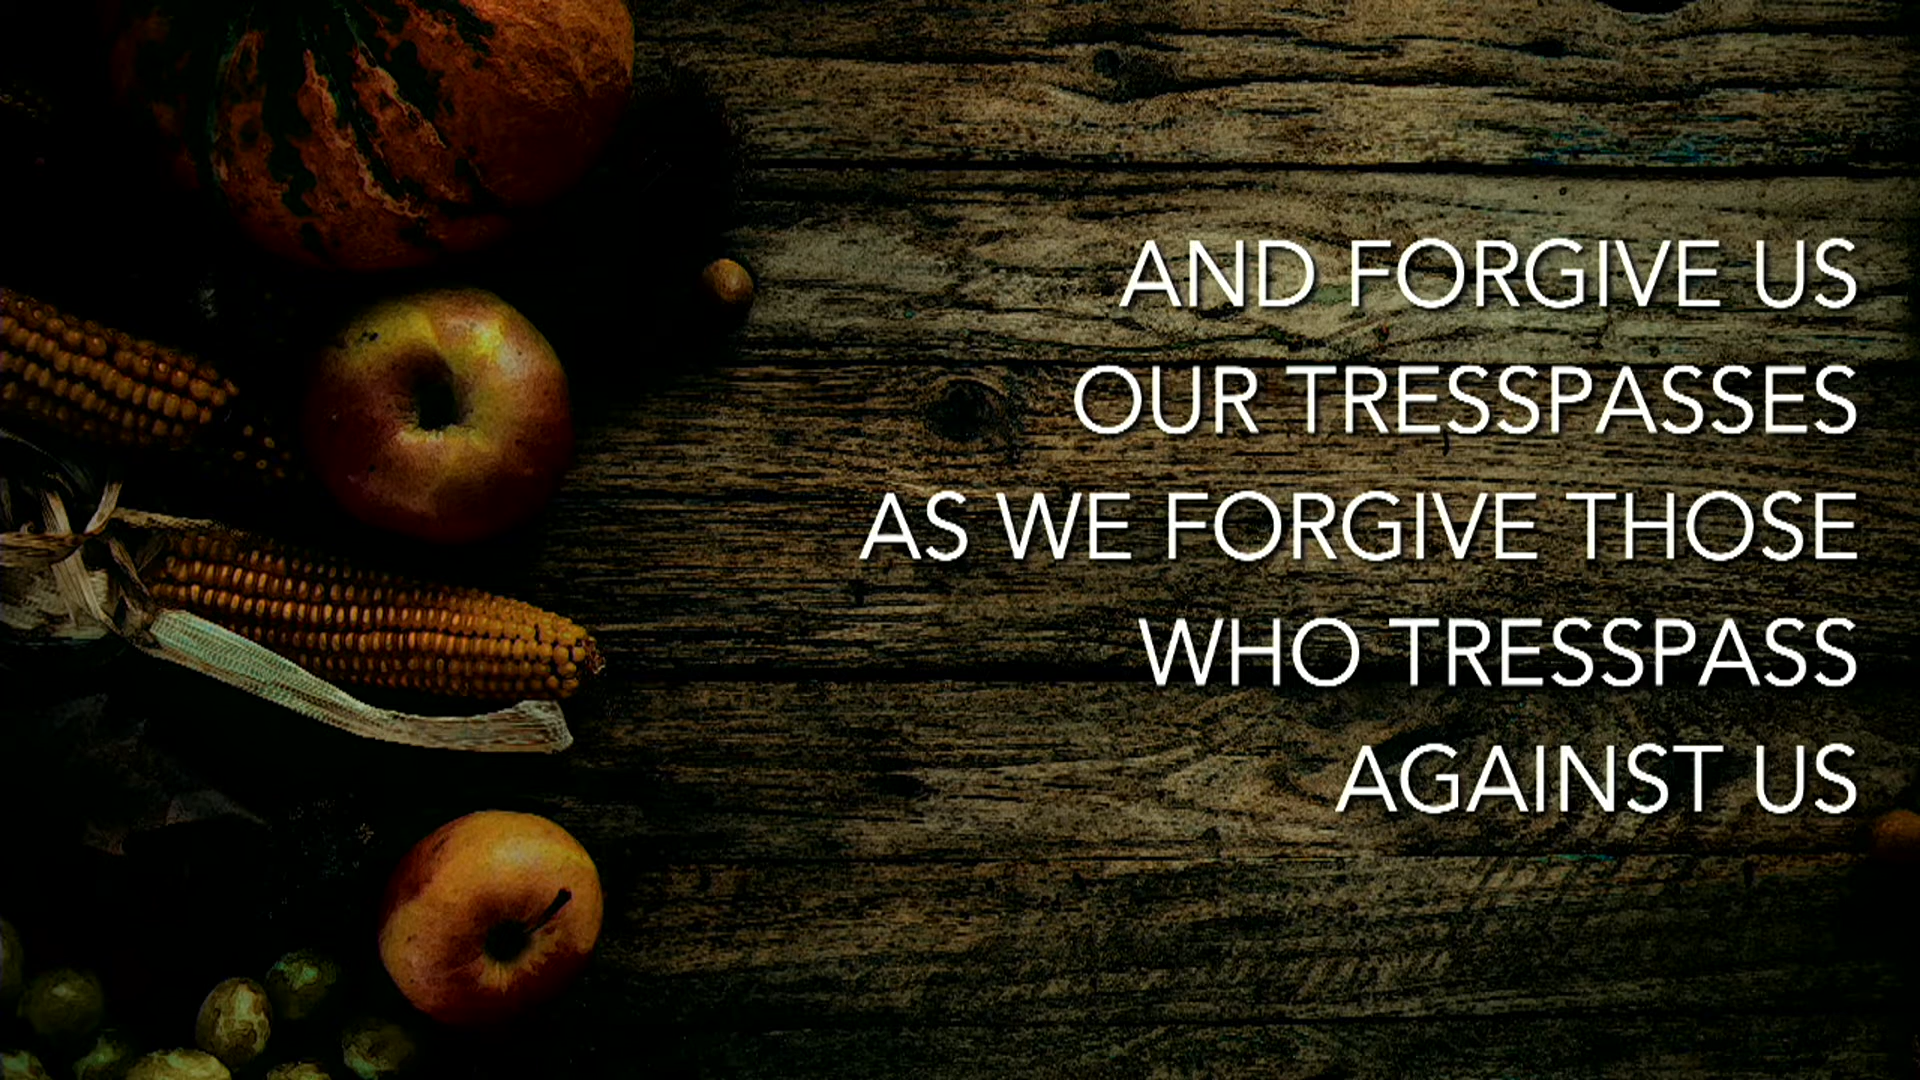 AND FORGIVE US
OUR TRESSPASSES
AS WE FORGIVE THOSE
WHO TRESSPASS
AGAINST US